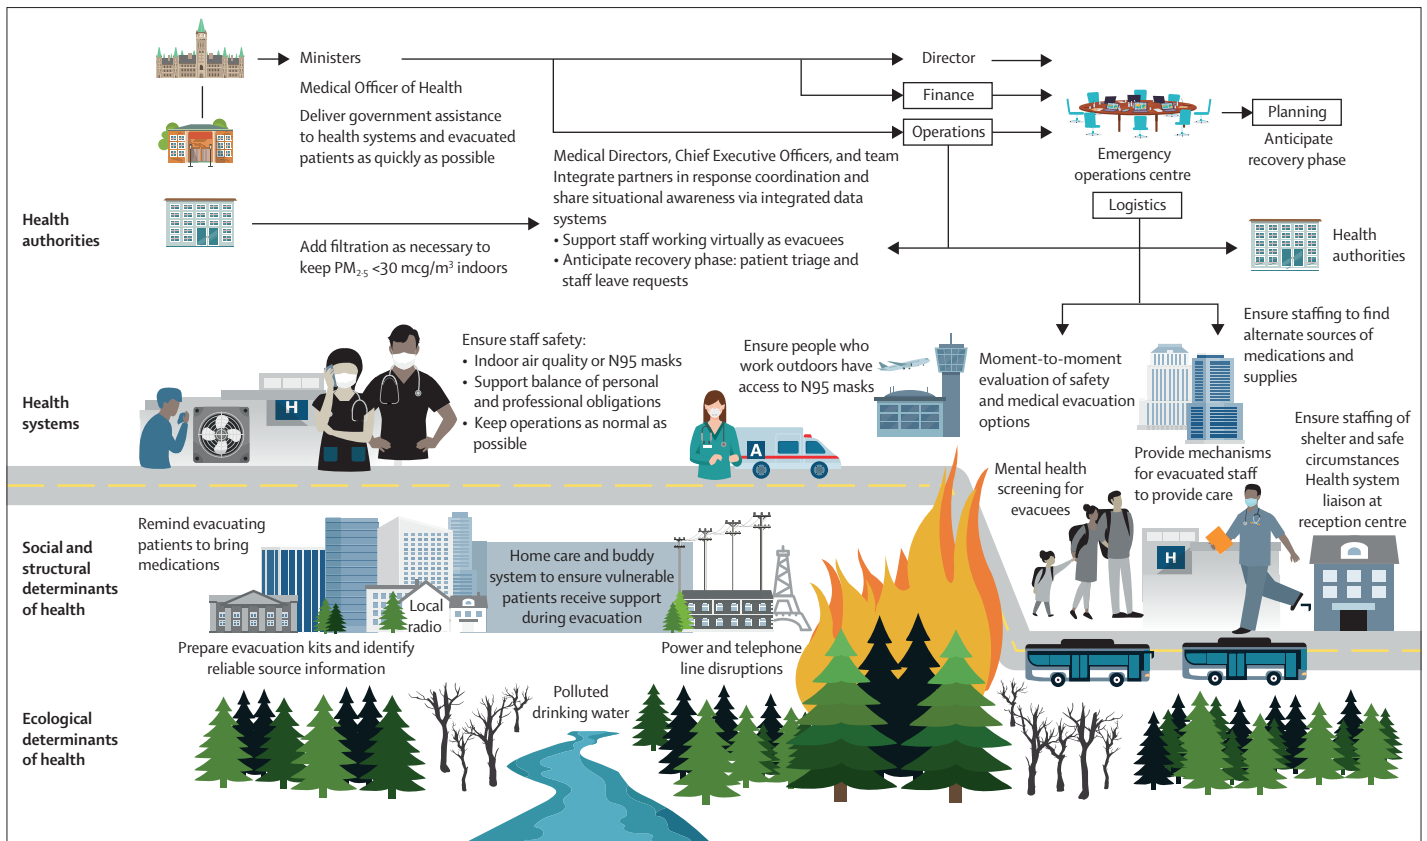 Ministers
Medical Officer of Health
Deliver government assistance
to health systems and evacuated
patients as quickly as possible
Director
Finance
Operations
Emergency
operations centre
Planning
Anticipate
recovery phase
Logistics
Medical Directors, Chief Executive Officers, and team
Integrate partners in response coordination and
share situational awareness via integrated data
systems
• Support staff working virtually as evacuees
• Anticipate recovery phase: patient triage and
staff leave requests
Health
authorities
Add filtration as necessary to
keep PM2·5 <30 mcg/m³ indoors
Health
authorities
Health
systems
H
Ensure staff safety:
• Indoor air quality or N95 masks
• Support balance of personal
and professional obligations
• Keep operations as normal as
possible
Ensure people who
work outdoors have
access to N95 masks
A
Moment-to-moment
evaluation of safety
and medical evacuation
options
Ensure staffing to find
alternate sources of
medications and
supplies
Provide mechanisms
for evacuated staff
to provide care
Ensure staffing of
shelter and safe
circumstances
Health system
liaison at
reception centre
Mental health
screening for
evacuees
H
Social and
structural
determinants
of health
Remind evacuating
patients to bring
medications
Local
radio
Home care and buddy
system to ensure vulnerable
patients receive support
during evacuation
Prepare evacuation kits and identify
reliable source information
Power and telephone
line disruptions
Ecological
determinants
of health
Polluted
drinking water